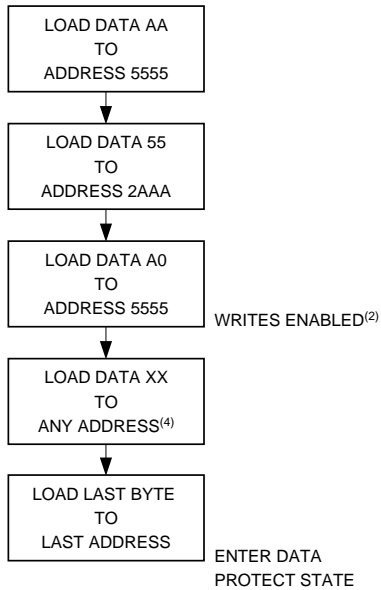 LOAD DATA AA
TO
ADDRESS 5555
LOAD DATA 55
TO
ADDRESS 2AAA
LOAD DATA A0
TO
ADDRESS 5555
WRITES ENABLED(2)
LOAD DATA XX
TO
ANY ADDRESS(4)
LOAD LAST BYTE
TO
LAST ADDRESS
ENTER DATA
PROTECT STATE